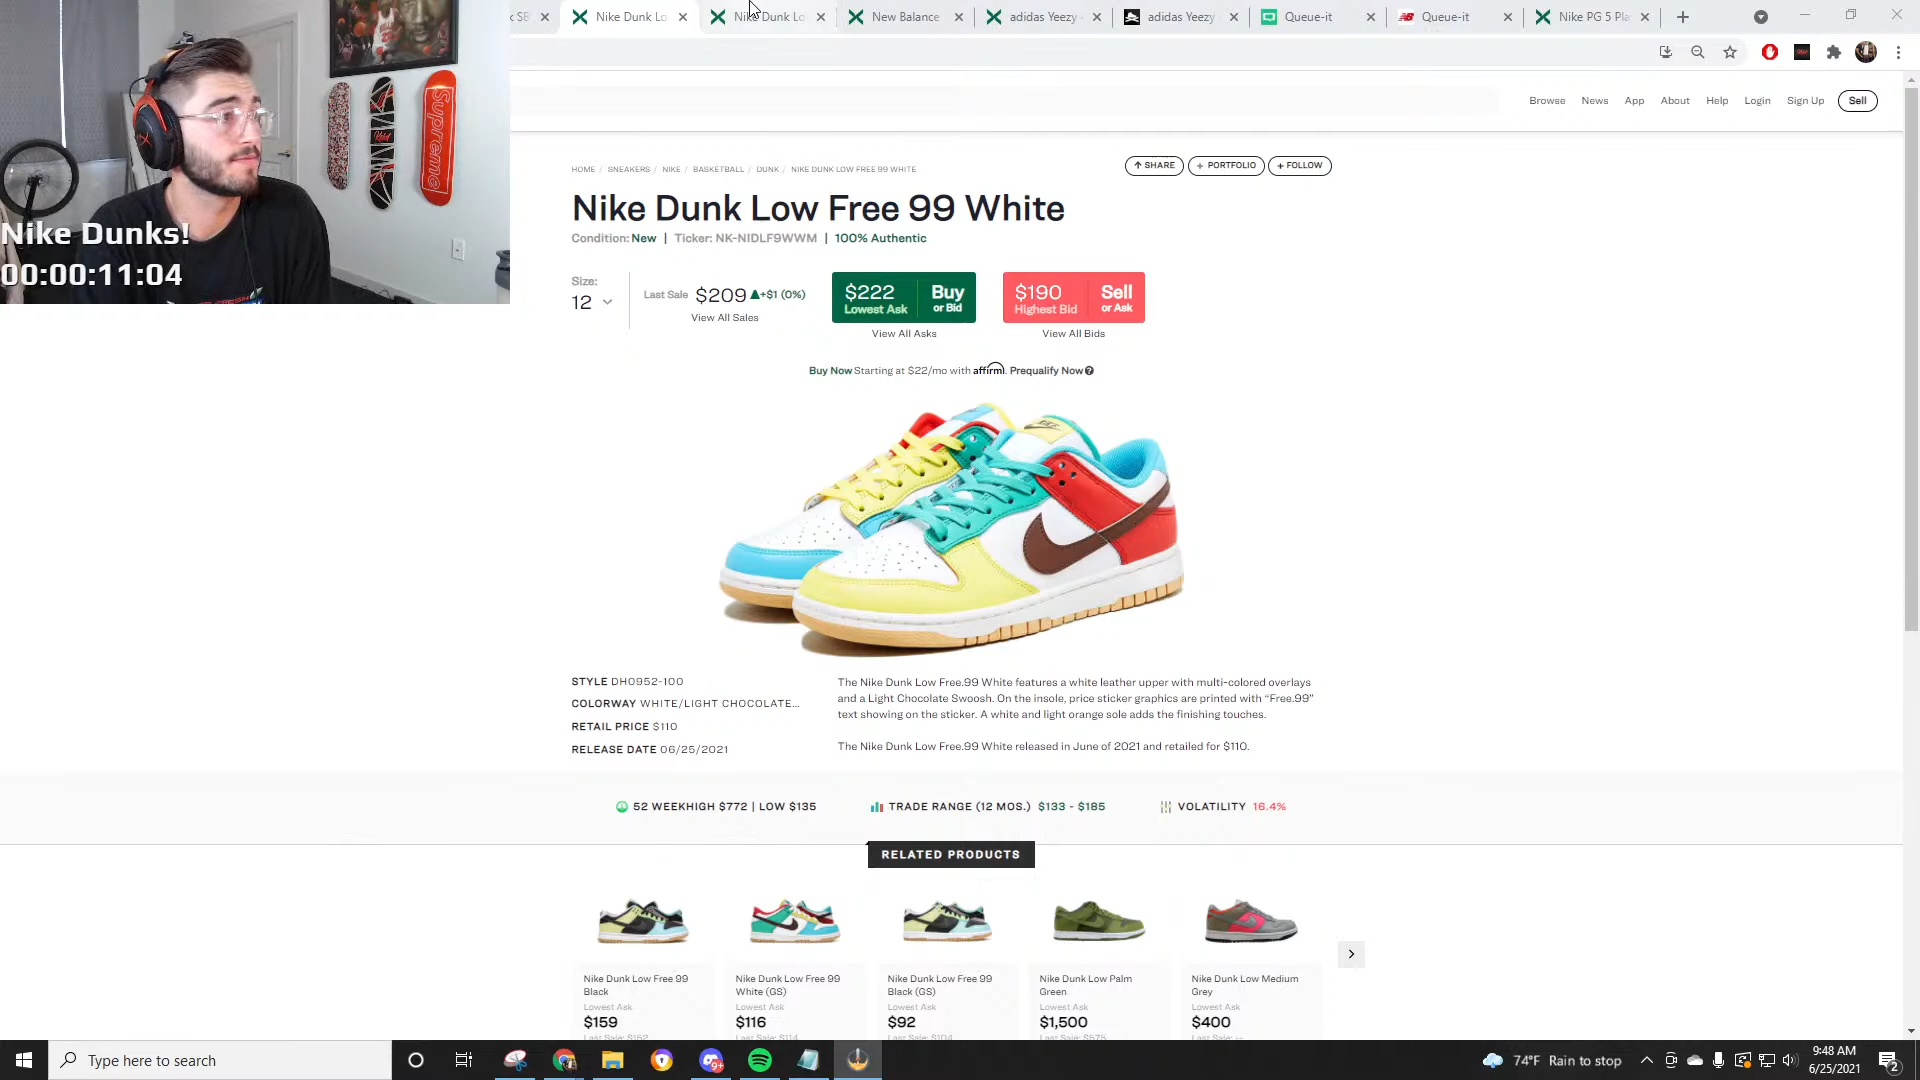 k SB
Nike Dunk Lo
Nike Dunk Lo
New Balance
adidas Yeezy
adidas Yeezy
Queue-it
Queue-it
Nike PG 5 Pla
Browse News App About Help Login Sign Up Sell
HOME / SNEAKERS / NIKE / BASKETBALL / DUNK / NIKE DUNK LOW FREE 99 WHITE
SHARE + PORTFOLIO + FOLLOW
Supreme
Nike Dunk Low Free 99 White
Condition: New | Ticker: NK-NIDLF9WWM | 100% Authentic
Nike Dunks!
00:00:11:04
Size:
12
Last Sale $209 ▲+$1 (0%)
View All Sales
$222 Buy
Lowest Ask or Bid
View All Asks
$190 Sell
Highest Bid or Ask
View All Bids
Buy Now Starting at $22/mo with affirm. Prequalify Now
STYLE DH0952-100
COLORWAY WHITE/LIGHT CHOCOLATE...
RETAIL PRICE $110
RELEASE DATE 06/25/2021
The Nike Dunk Low Free.99 White features a white leather upper with multi-colored overlays
and a Light Chocolate Swoosh. On the insole, price sticker graphics are printed with “Free.99”
text showing on the sticker. A white and light orange sole adds the finishing touches.
The Nike Dunk Low Free.99 White released in June of 2021 and retailed for $110.
52 WEEKHIGH $772 | LOW $135
TRADE RANGE (12 MOS.) $133 - $185
VOLATILITY 16.4%
RELATED PRODUCTS
Nike Dunk Low Free 99
Black
Lowest Ask
$159
Nike Dunk Low Free 99
White (GS)
Lowest Ask
$116
Nike Dunk Low Free 99
Black (GS)
Lowest Ask
$92
Nike Dunk Low Palm
Green
Lowest Ask
$1,500
Nike Dunk Low Medium
Grey
Lowest Ask
$400
Type here to search
74°F Rain to stop
9:48 AM
6/25/2021
2